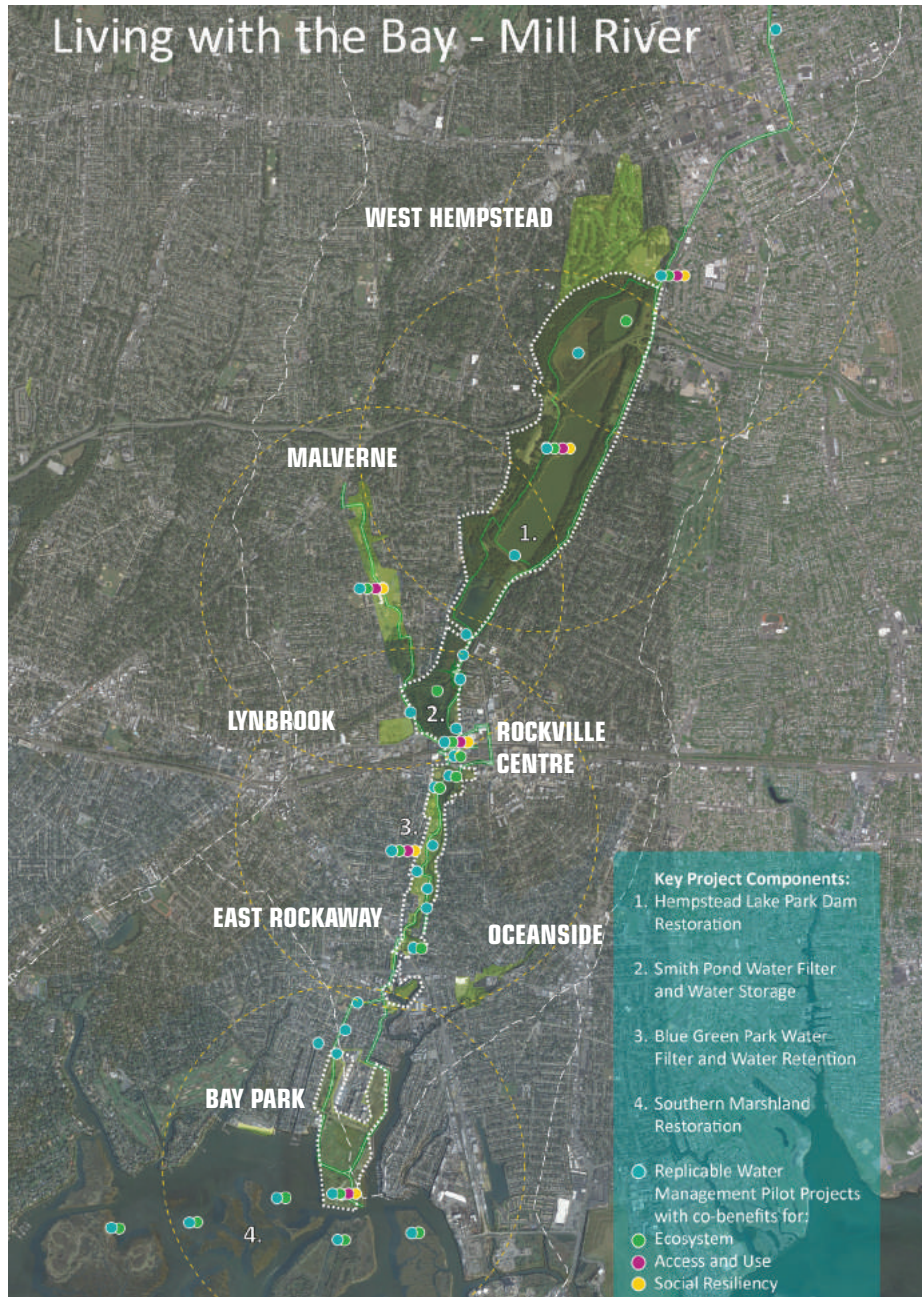 Living with the Bay - Mill River
WEST HEMPSTEAD
MALVERNE
1.
LYNBROOK
2.
ROCKVILLE
CENTRE
3.
EAST ROCKAWAY
OCEANSIDE
BAY PARK
4.
Key Project Components:
1. Hempstead Lake Park Dam
Restoration
2. Smith Pond Water Filter
and Water Storage
3. Blue Green Park Water
Filter and Water Retention
4. Southern Marshland
Restoration
Replicable Water
Management Pilot Projects
with co-benefits for:
Ecosystem
Access and Use
Social Resiliency